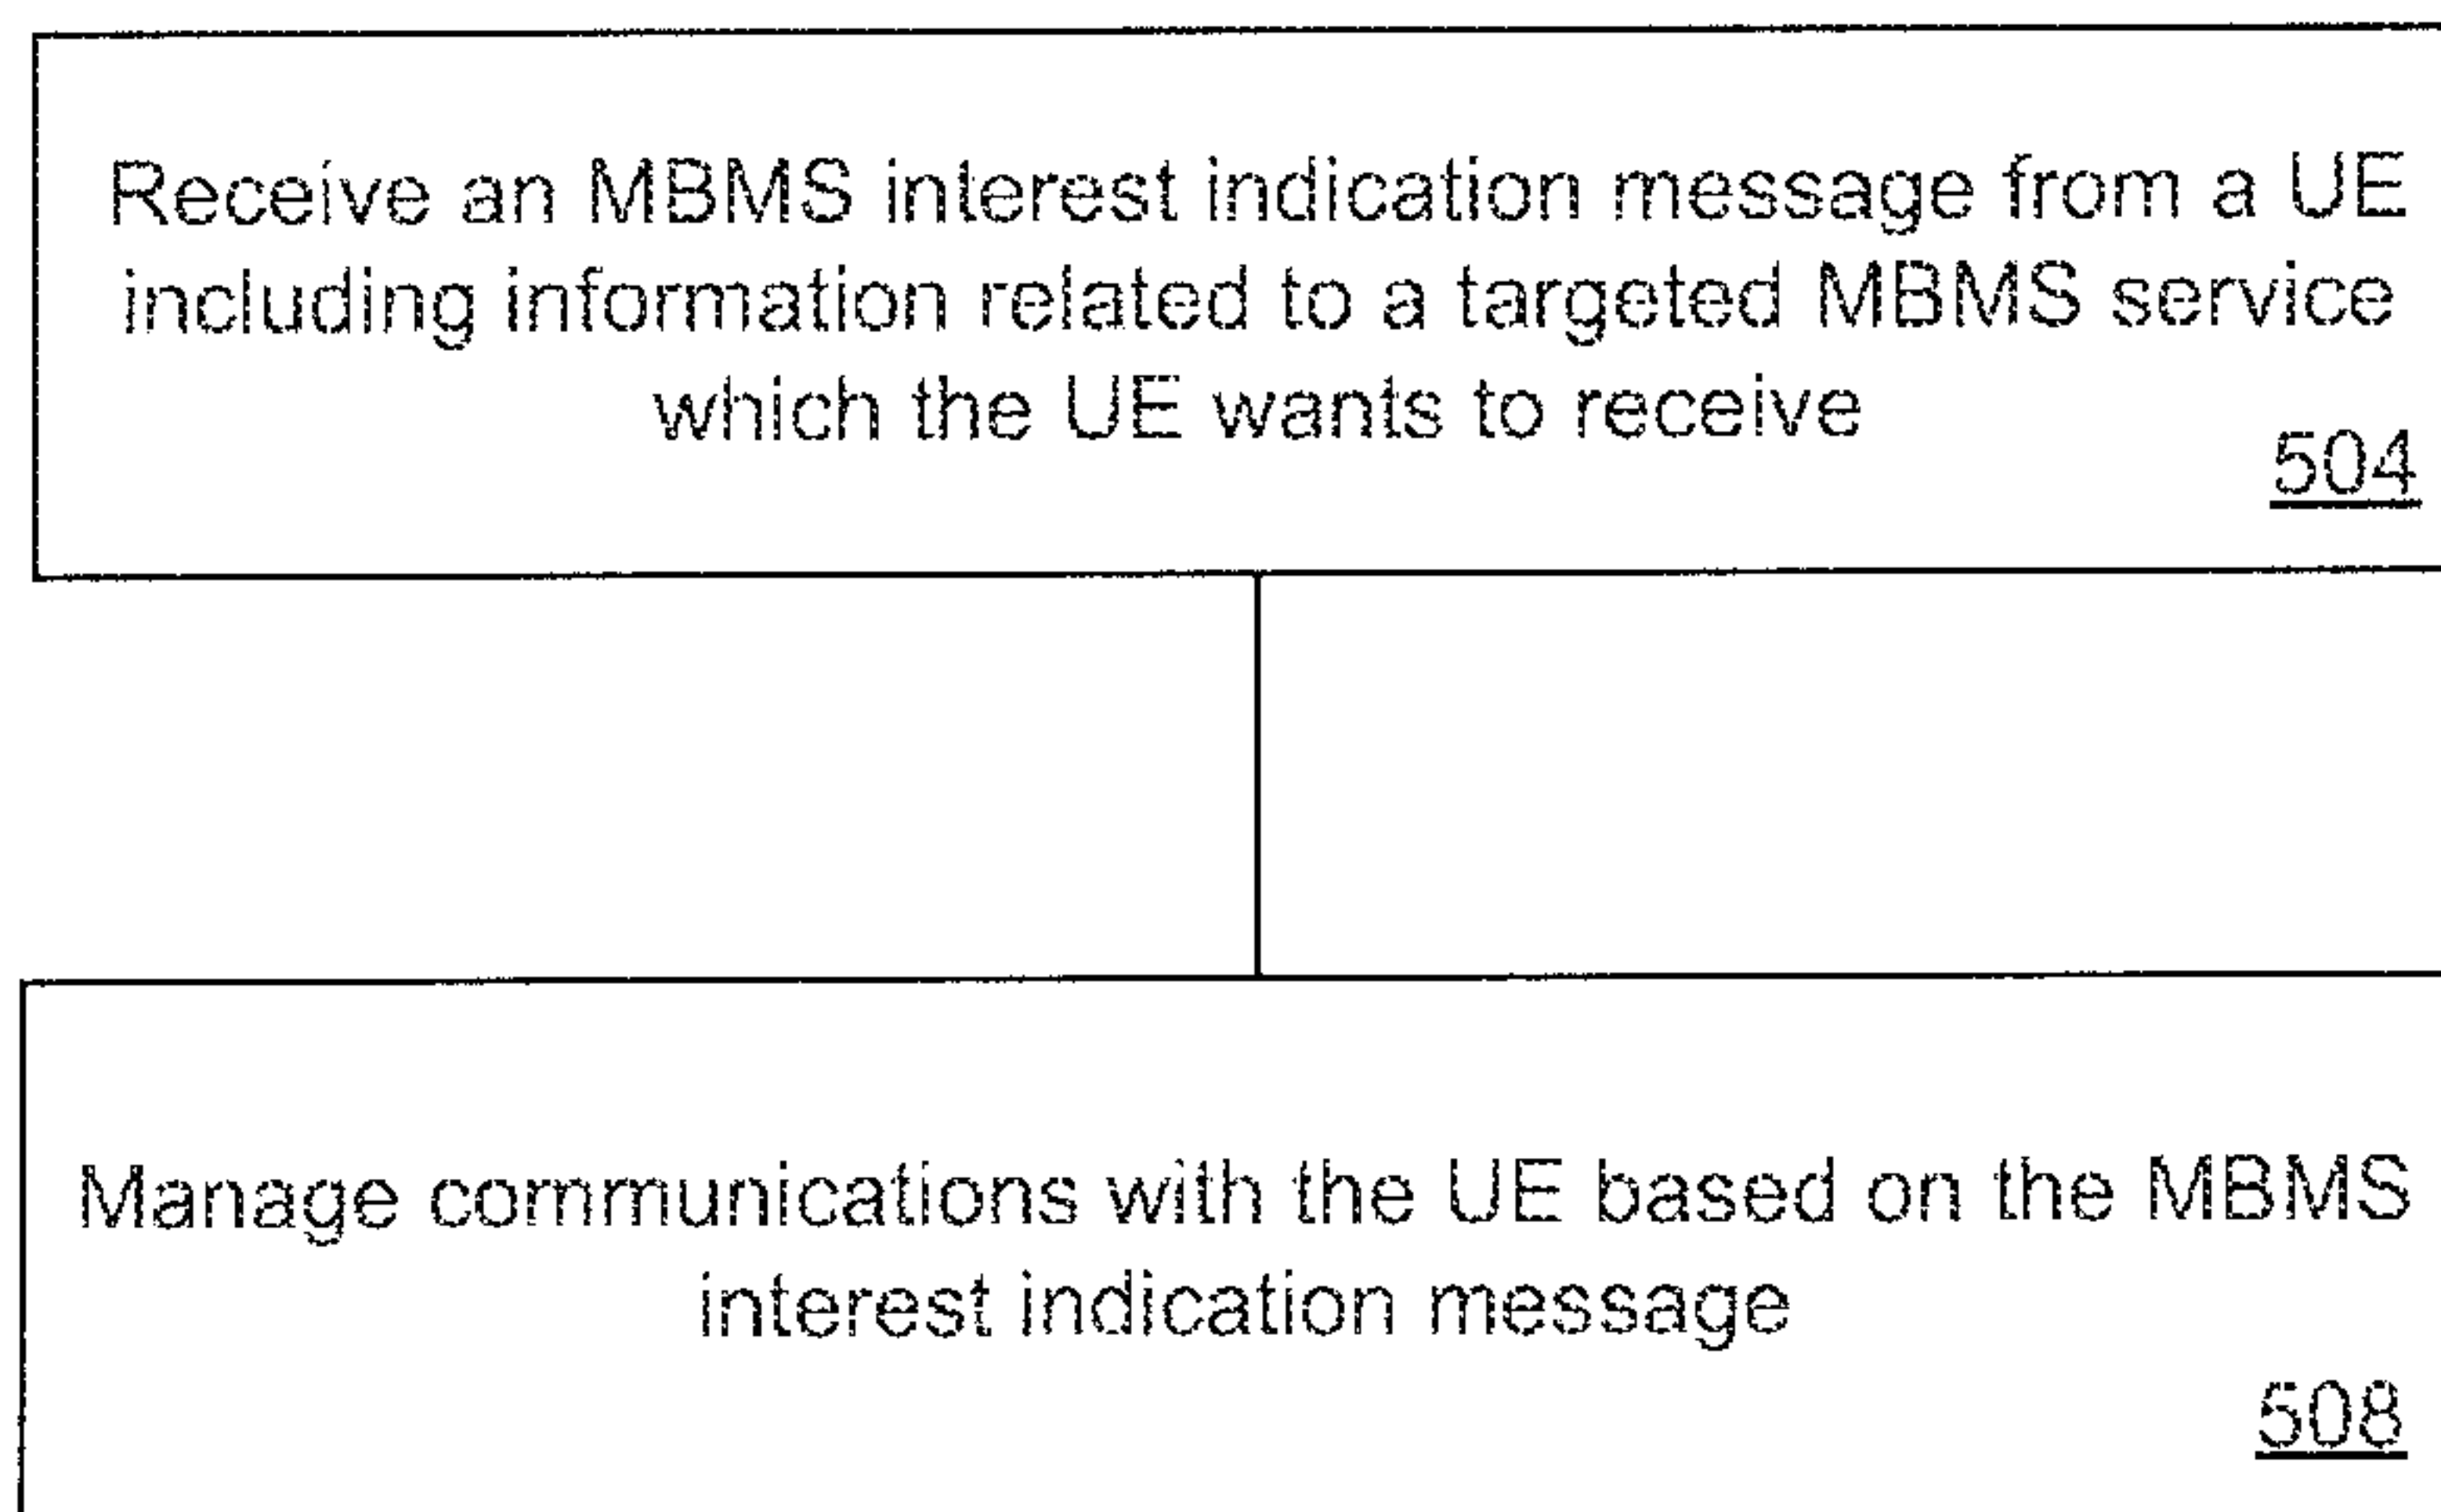 Receive an MBMS interest indication message from a UE
including information related to a targeted MBMS service
which the UE wants to receive
504
Manage communications with the UE based on the MBMS
interest indication message
508